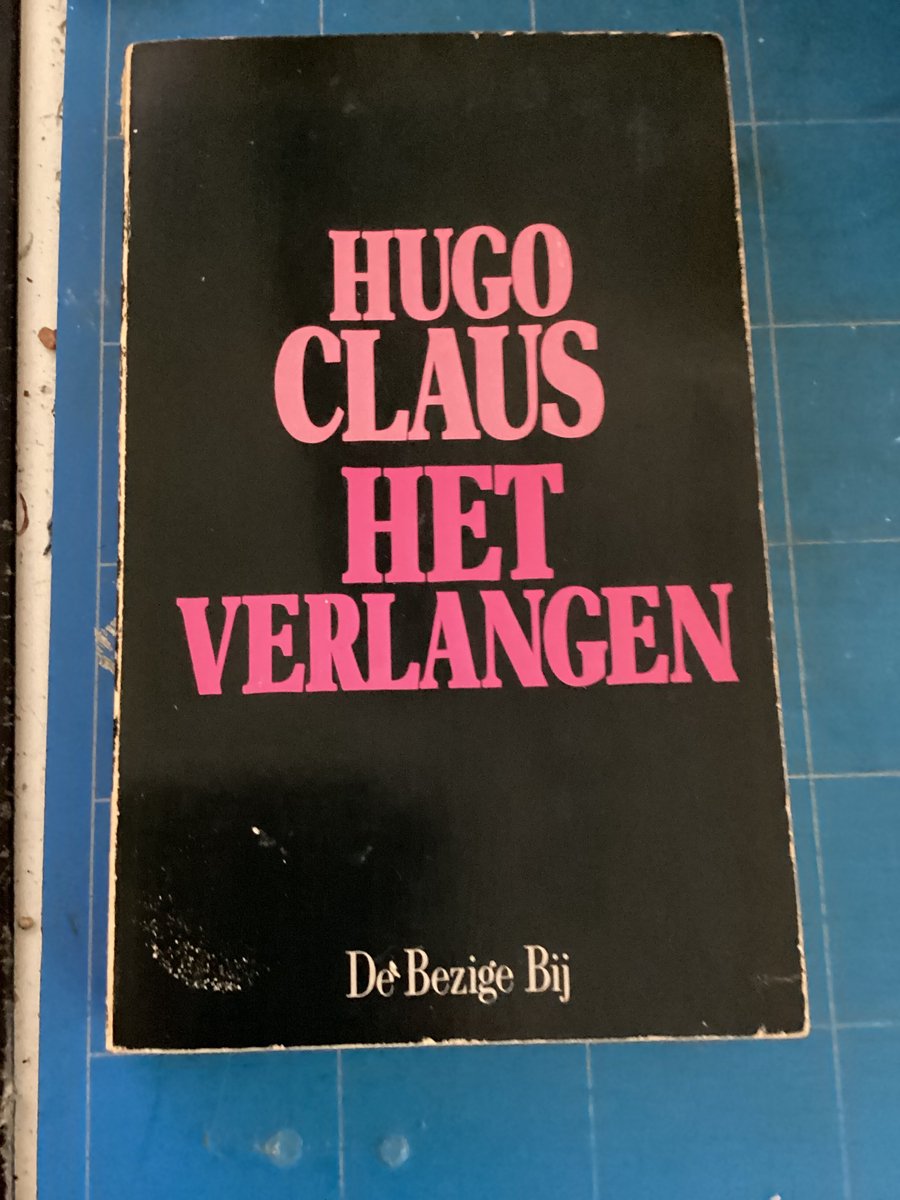 HUGO
CLAUS
HET
VERLANGEN
De Bezige Bij